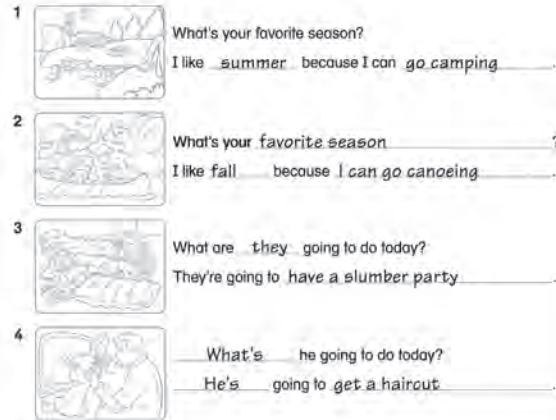 1
What's your favorite season?
I like summer because I can go camping.
2
What's your favorite season?
I like fall because I can go canoeing.
3
What are they going to do today?
They're going to have a slumber party.
4
What's he going to do today?
He's going to get a haircut.